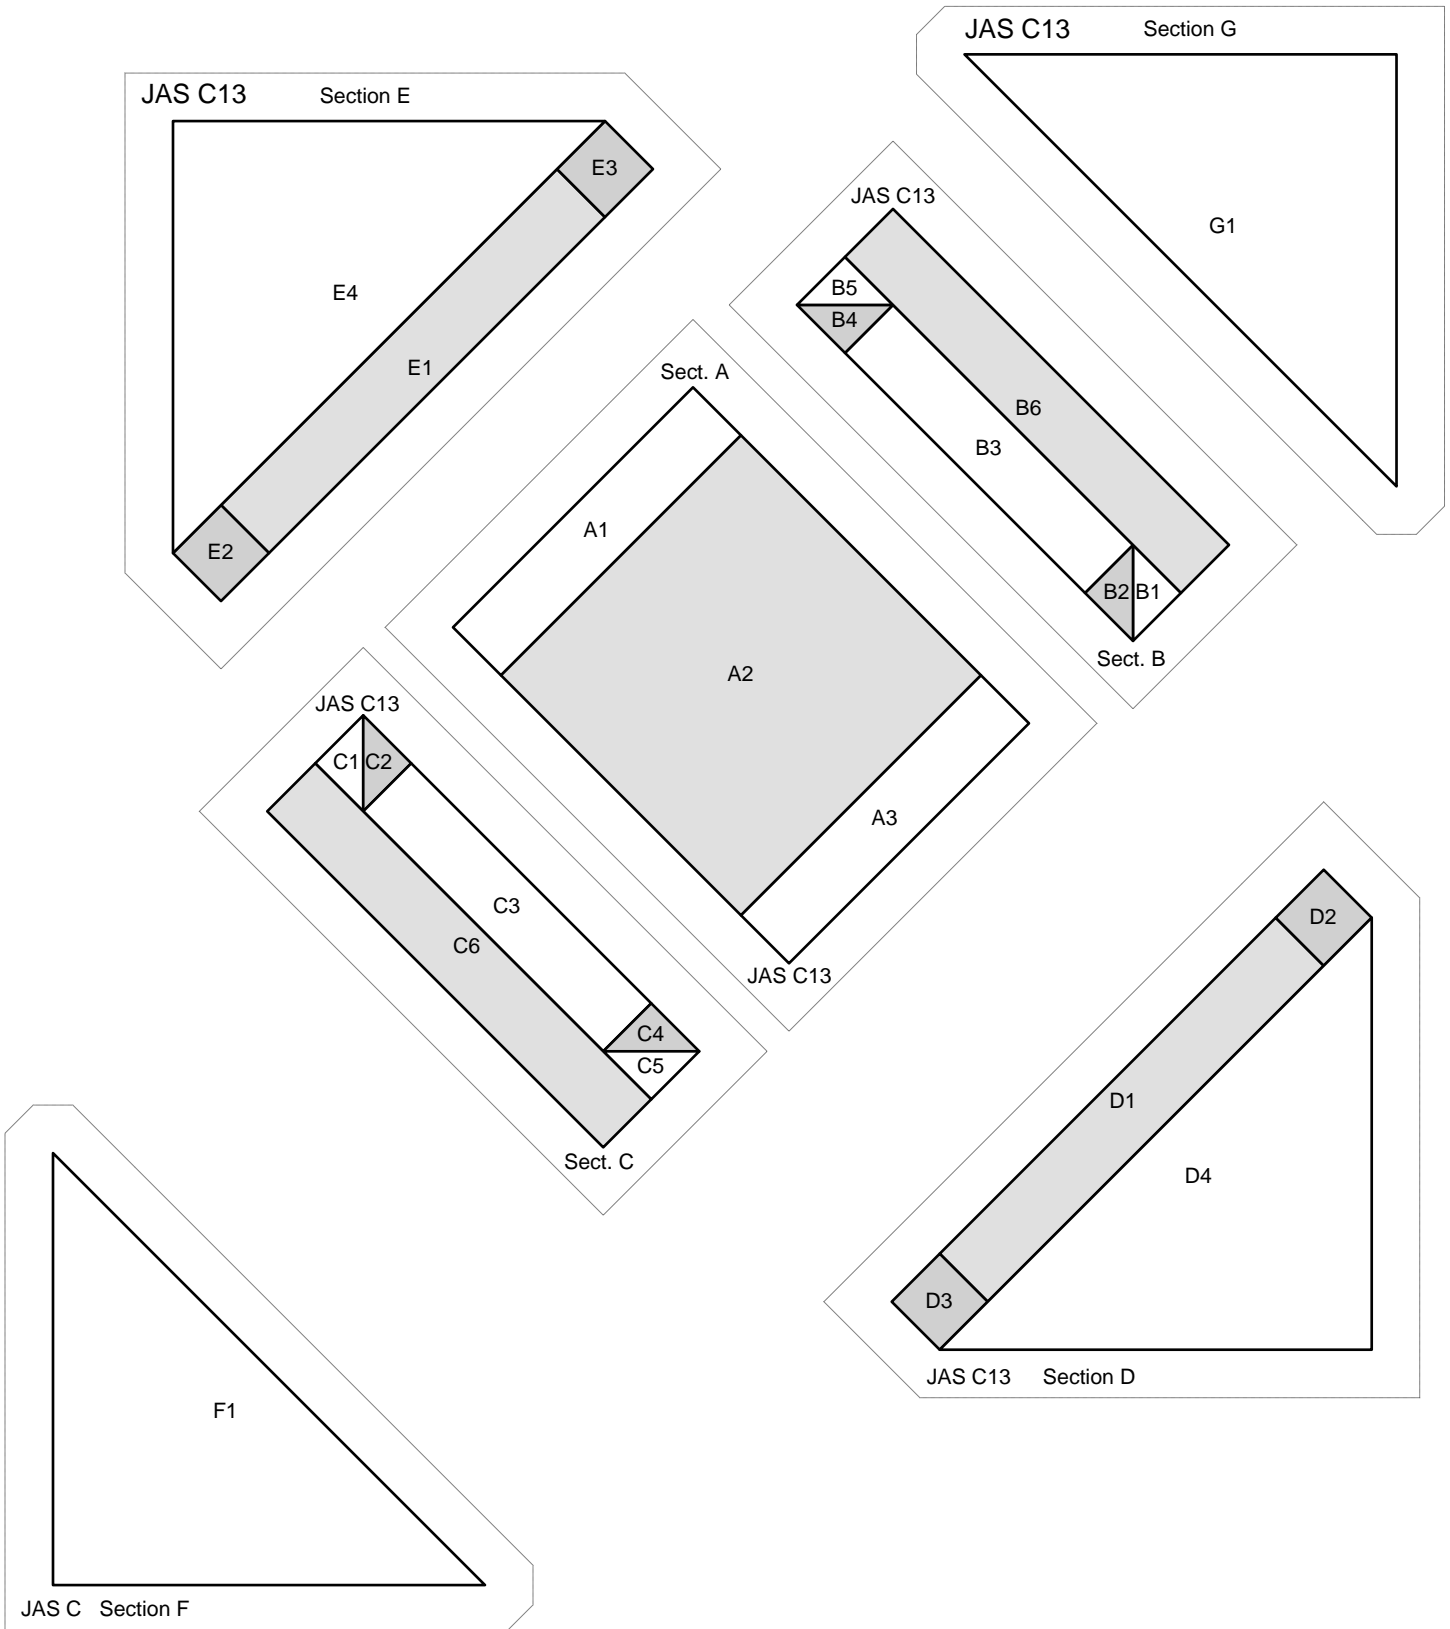 JAS C13 Section G
G1
JAS C13 Section E
E3
E4
E1
E2
JAS C13
B5
B4
B6
B3
B2 B1
Sect. B
Sect. A
A1
A2
A3
JAS C13
JAS C13
C1 C2
C3
C6
C4
C5
Sect. C
D2
D1
D4
D3
JAS C13 Section D
F1
JAS C Section F